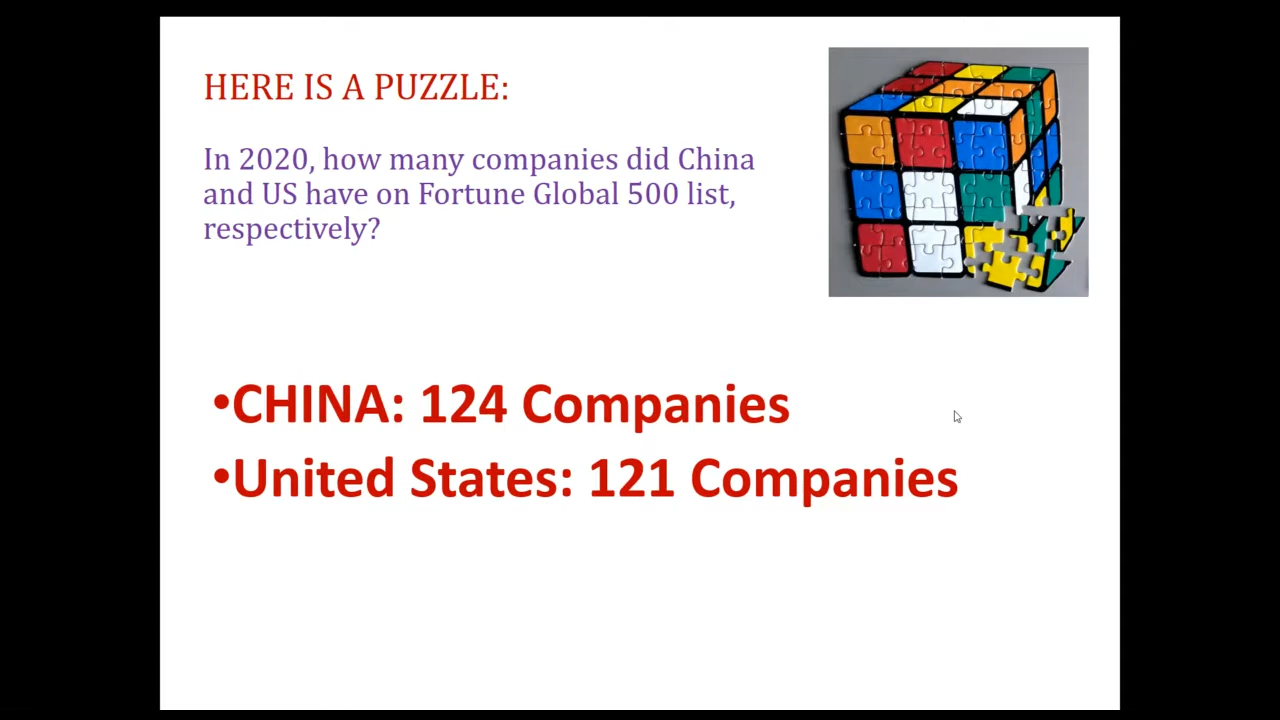 HERE IS A PUZZLE:
In 2020, how many companies did China
and US have on Fortune Global 500 list,
respectively?
•CHINA: 124 Companies
•United States: 121 Companies